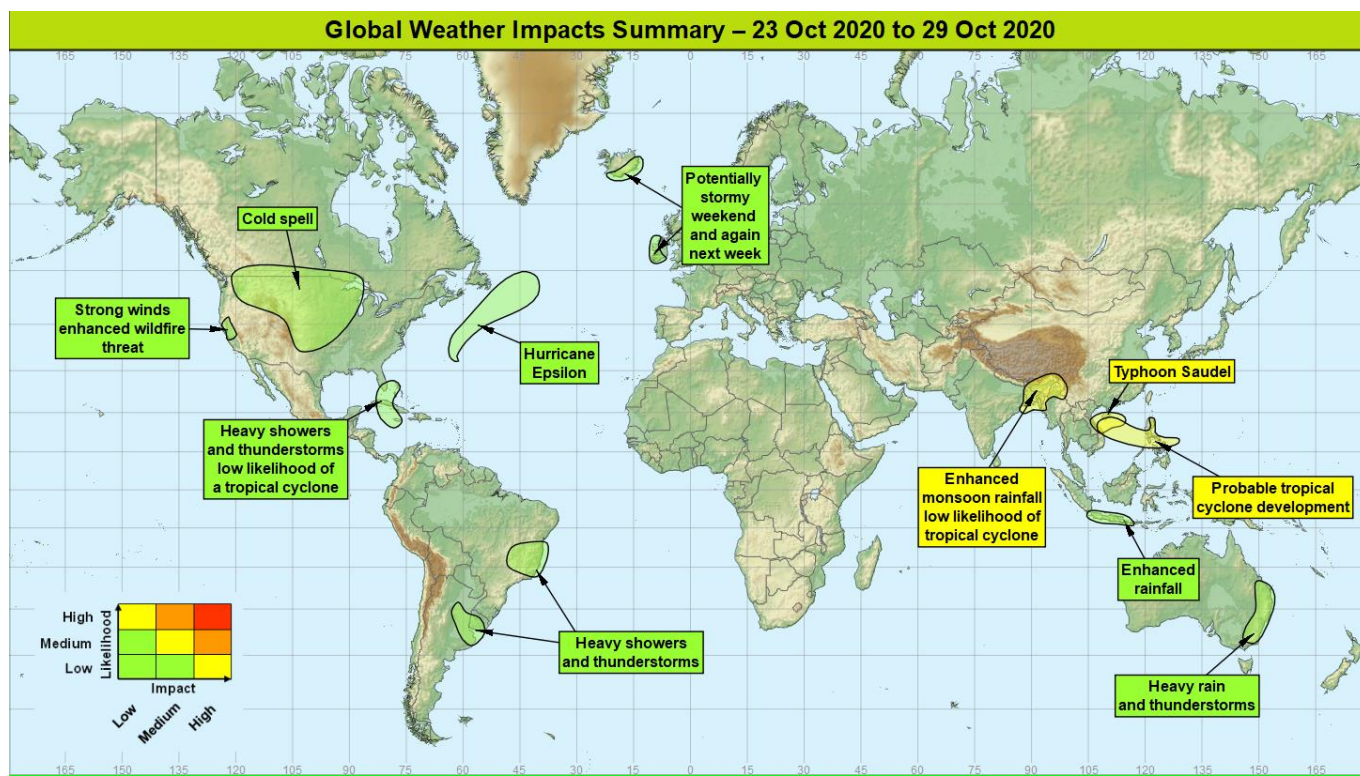 Global Weather Impacts Summary – 23 Oct 2020 to 29 Oct 2020
165 150 135 120 105 90 75 60 45 30 15 0 15 30 45 60 75 90 105 120 135 150 165
Potentially
stormy
weekend
and again
next week
Cold spell
Strong winds
enhanced wildfire
threat
Hurricane
Epsilon
Typhoon Saudel
Heavy showers
and thunderstorms
low likelihood of
a tropical cyclone
Enhanced
monsoon rainfall
low likelihood of
tropical cyclone
Probable tropical
cyclone development
Enhanced
rainfall
Heavy showers
and thunderstorms
Heavy rain
and thunderstorms
High
Medium
Low
Likelihood
Impact
Low
Medium
High
165 150 135 120 105 90 75 60 45 30 15 0 15 30 45 60 75 90 105 120 135 150 165